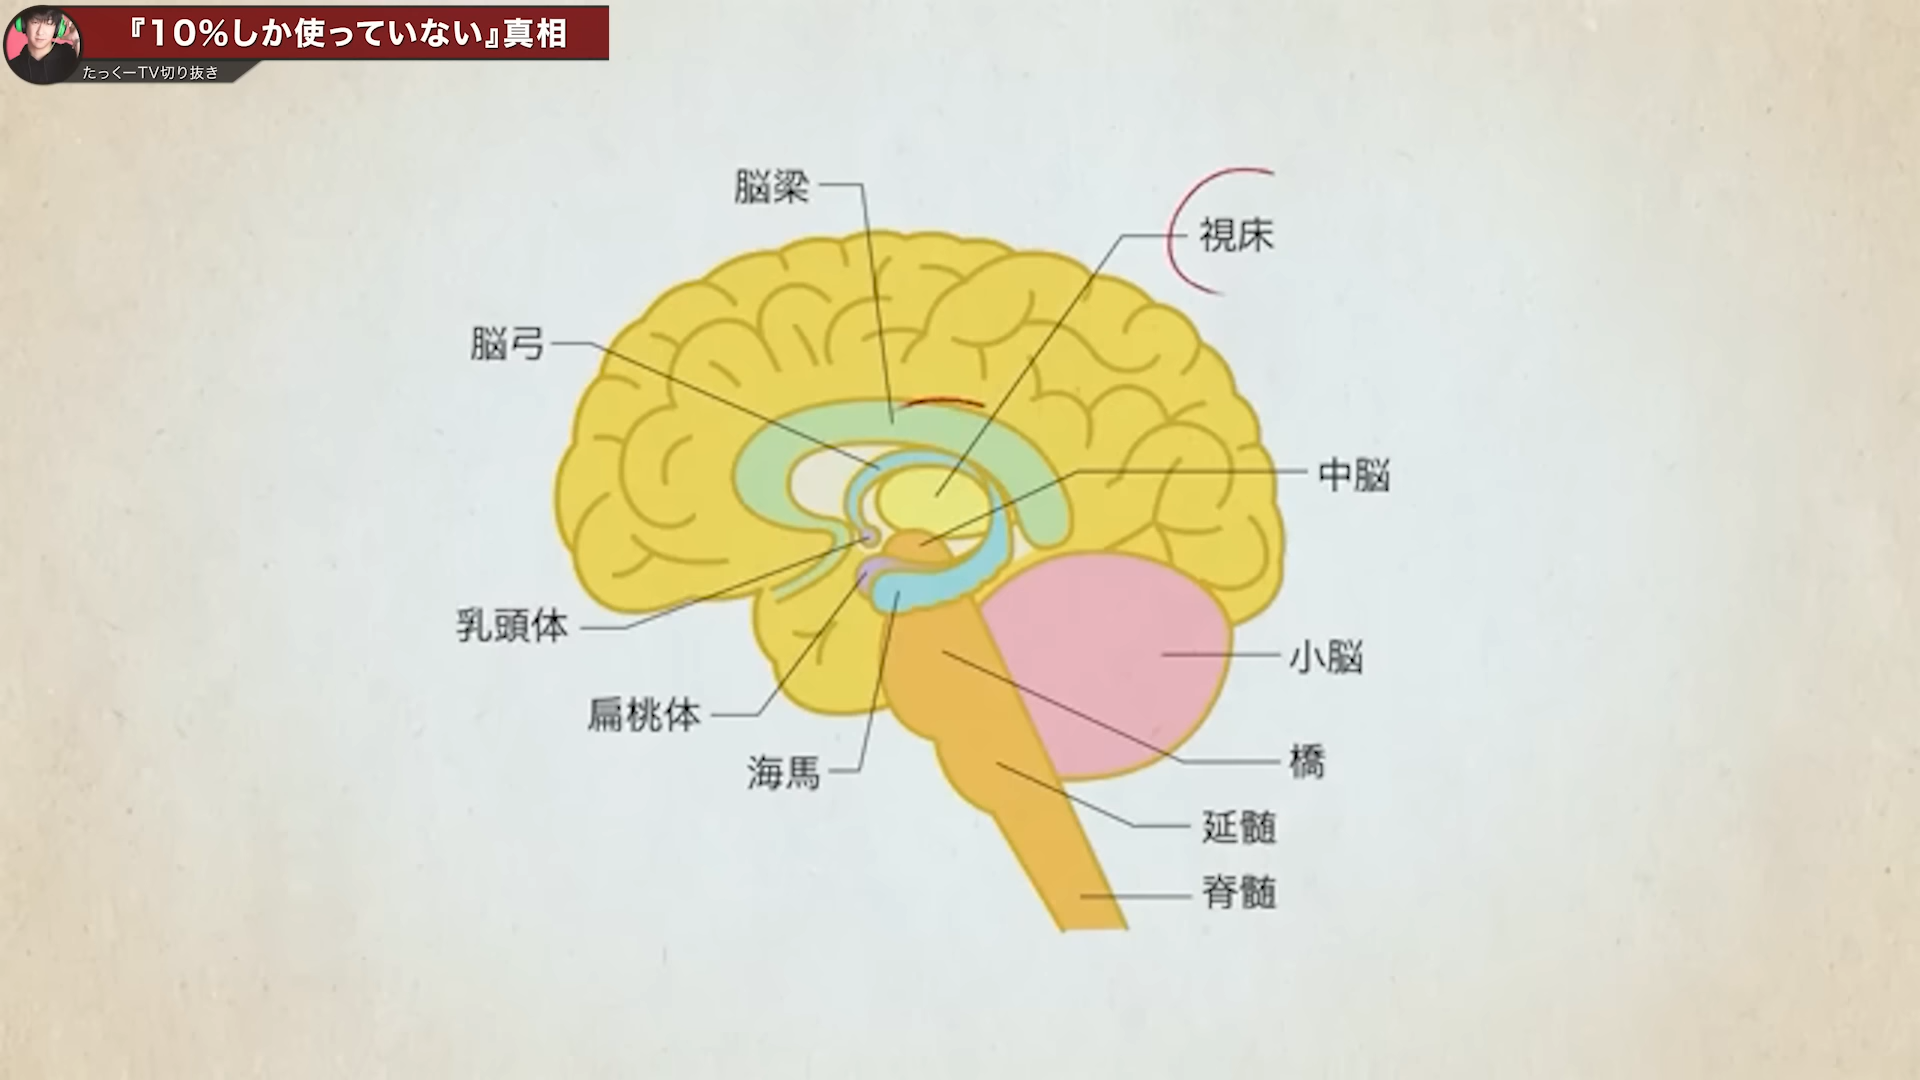 『10%しか使っていない』真相
たっくーTV切り抜き
脳梁
視床
脳弓
中脳
乳頭体
小脳
扁桃体
海馬
橋
延髄
脊髄